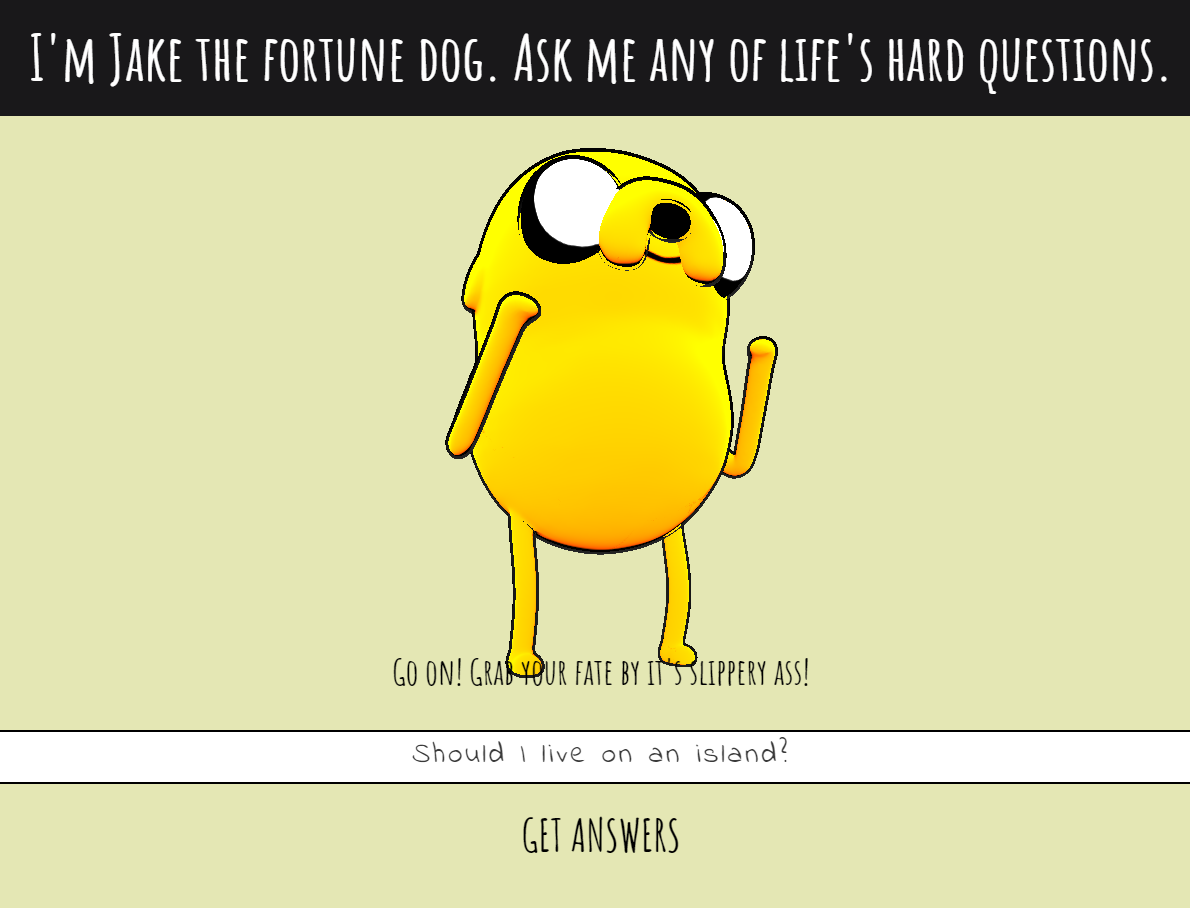 I'm Jake the fortune dog. Ask me any of life's hard questions.
Go on! Grab your fate by it's slippery ass!
Should I live on an island?
GET ANSWERS